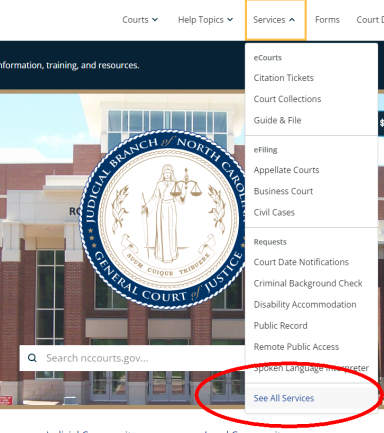 Courts Help Topics Services Forms Court
nformation, training, and resources.
eCourts
Citation Tickets
Court Collections
Guide & File
eFiling
Appellate Courts
Business Court
Civil Cases
Requests
Court Date Notifications
Criminal Background Check
Disability Accommodation
Public Record
Remote Public Access
Spoken Language Interpreter
See All Services
JUDICIAL BRANCH of NORTH CAROLINA
GENERAL COURT of JUSTICE
SUUM CUIQUE TRIBUERE
Search nccourts.gov...